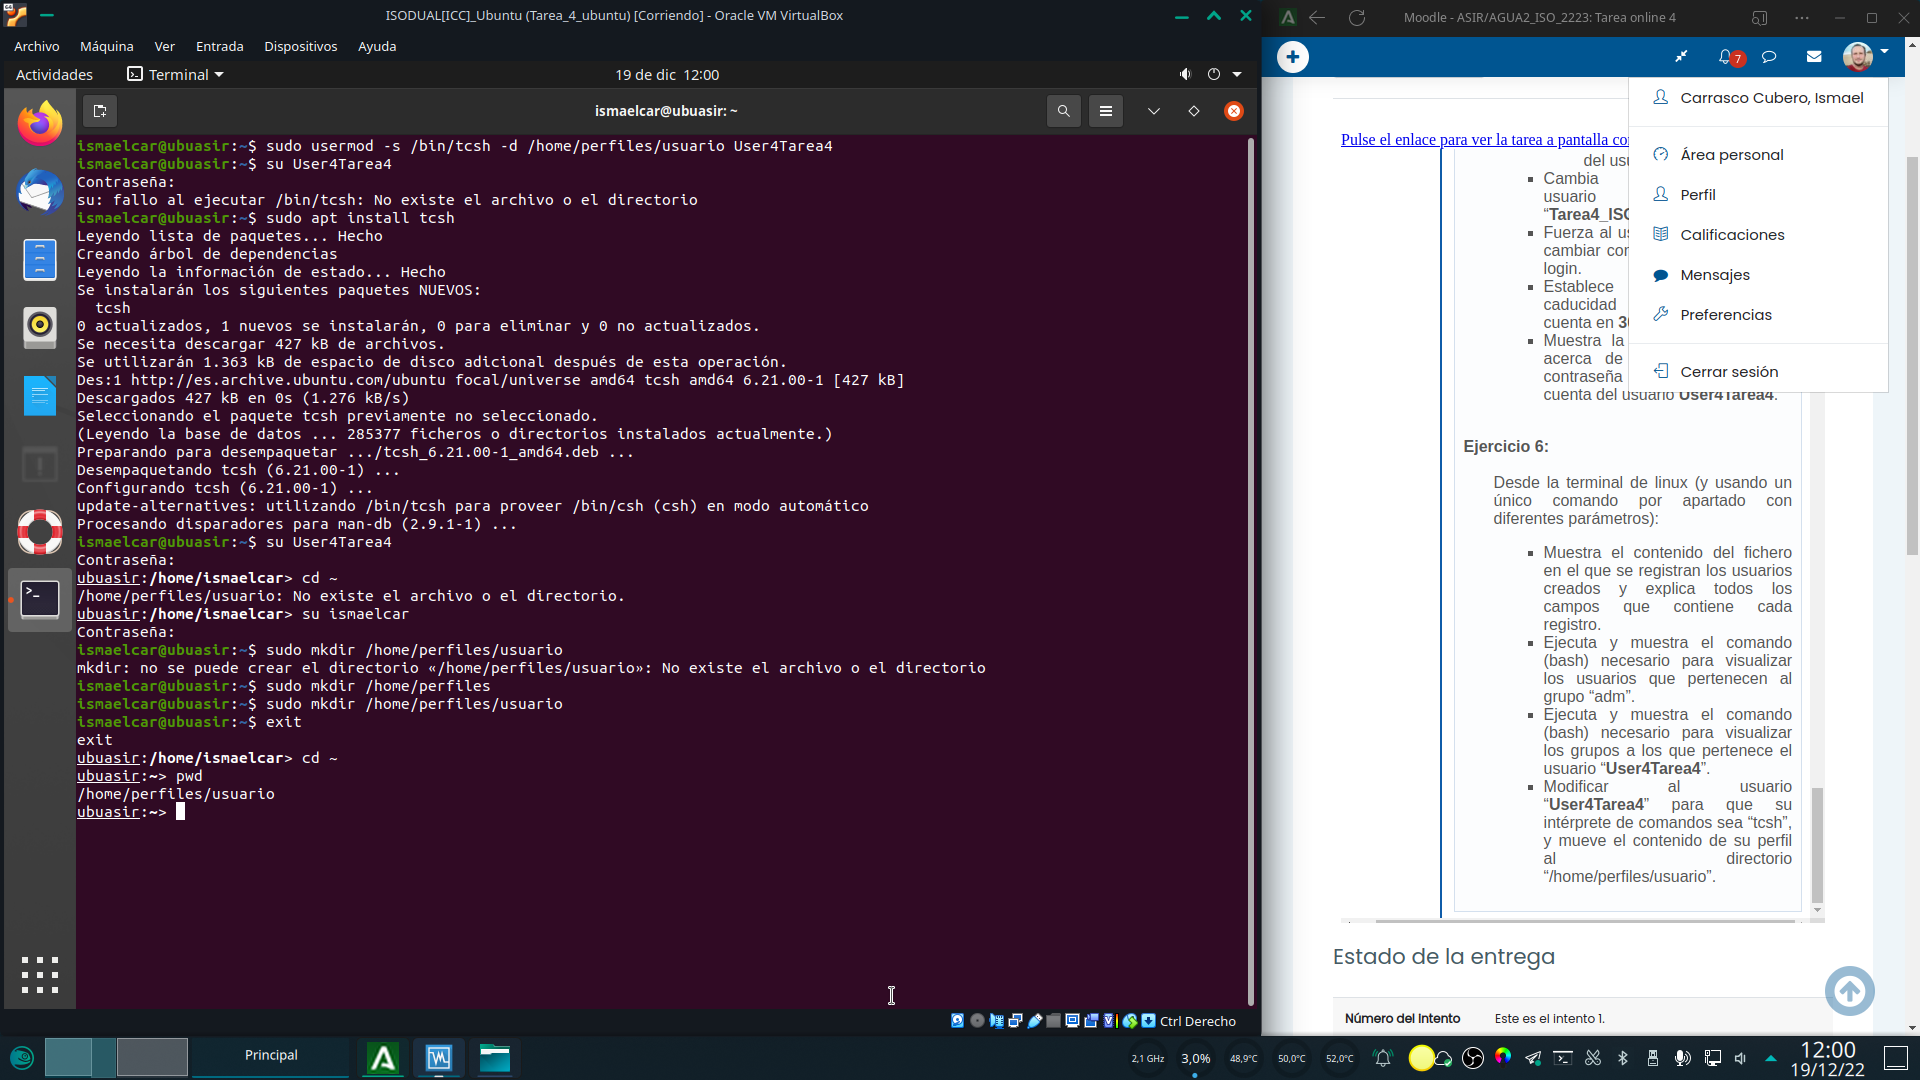 ISODUAL[ICC]_Ubuntu (Tarea_4_ubuntu) [Corriendo] - Oracle VM VirtualBox
Archivo Máquina Ver Entrada Dispositivos Ayuda
Actividades Terminal 19 de dic 12:00
ismaelcar@ubuasir: ~
ismaelcar@ubuasir:~$ sudo usermod -s /bin/tcsh -d /home/perfiles/usuario User4Tarea4
ismaelcar@ubuasir:~$ su User4Tarea4
Contraseña:
su: fallo al ejecutar /bin/tcsh: No existe el archivo o el directorio
ismaelcar@ubuasir:~$ sudo apt install tcsh
Leyendo lista de paquetes... Hecho
Creando árbol de dependencias
Leyendo la información de estado... Hecho
Se instalarán los siguientes paquetes NUEVOS:
tcsh
0 actualizados, 1 nuevos se instalarán, 0 para eliminar y 0 no actualizados.
Se necesita descargar 427 kB de archivos.
Se utilizarán 1.363 kB de espacio de disco adicional después de esta operación.
Des:1 http://es.archive.ubuntu.com/ubuntu focal/universe amd64 tcsh amd64 6.21.00-1 [427 kB]
Descargados 427 kB en 0s (1.276 kB/s)
Seleccionando el paquete tcsh previamente no seleccionado.
(Leyendo la base de datos ... 285377 ficheros o directorios instalados actualmente.)
Preparando para desempaquetar .../tcsh_6.21.00-1_amd64.deb ...
Desempaquetando tcsh (6.21.00-1) ...
Configurando tcsh (6.21.00-1) ...
update-alternatives: utilizando /bin/tcsh para proveer /bin/csh (csh) en modo automático
Procesando disparadores para man-db (2.9.1-1) ...
ismaelcar@ubuasir:~$ su User4Tarea4
Contraseña:
ubuasir:/home/ismaelcar> cd ~
/home/perfiles/usuario: No existe el archivo o el directorio.
ubuasir:/home/ismaelcar> su ismaelcar
Contraseña:
ismaelcar@ubuasir:~$ sudo mkdir /home/perfiles/usuario
mkdir: no se puede crear el directorio «/home/perfiles/usuario»: No existe el archivo o el directorio
ismaelcar@ubuasir:~$ sudo mkdir /home/perfiles
ismaelcar@ubuasir:~$ sudo mkdir /home/perfiles/usuario
ismaelcar@ubuasir:~$ exit
exit
ubuasir:/home/ismaelcar> cd ~
ubuasir:~> pwd
/home/perfiles/usuario
ubuasir:~>
Ctrl Derecho
Moodle - ASIR/AGUA2_ISO_2223: Tarea online 4
7
Carrasco Cubero, Ismael
Área personal
Perfil
Calificaciones
Mensajes
Preferencias
Cerrar sesión
Pulse el enlace para ver la tarea a pantalla co
del usu
Cambia
usuario
“Tarea4_ISO
Fuerza al us
cambiar con
login.
Establece
caducidad
cuenta en 30
Muestra la
acerca de
contraseña
cuenta del usuario User4Tarea4.
Ejercicio 6:
Desde la terminal de linux (y usando un
único comando por apartado con
diferentes parámetros):
Muestra el contenido del fichero
en el que se registran los usuarios
creados y explica todos los
campos que contiene cada
registro.
Ejecuta y muestra el comando
(bash) necesario para visualizar
los usuarios que pertenecen al
grupo “adm”.
Ejecuta y muestra el comando
(bash) necesario para visualizar
los grupos a los que pertenece el
usuario “User4Tarea4”.
Modificar al usuario
“User4Tarea4” para que su
intérprete de comandos sea “tcsh”,
y mueve el contenido de su perfil
al directorio
“/home/perfiles/usuario”.
Estado de la entrega
Número del Intento Este es el intento 1.
Principal
2,1 GHz 3,0% 48,9°C 50,0°C 52,0°C
12:00
19/12/22